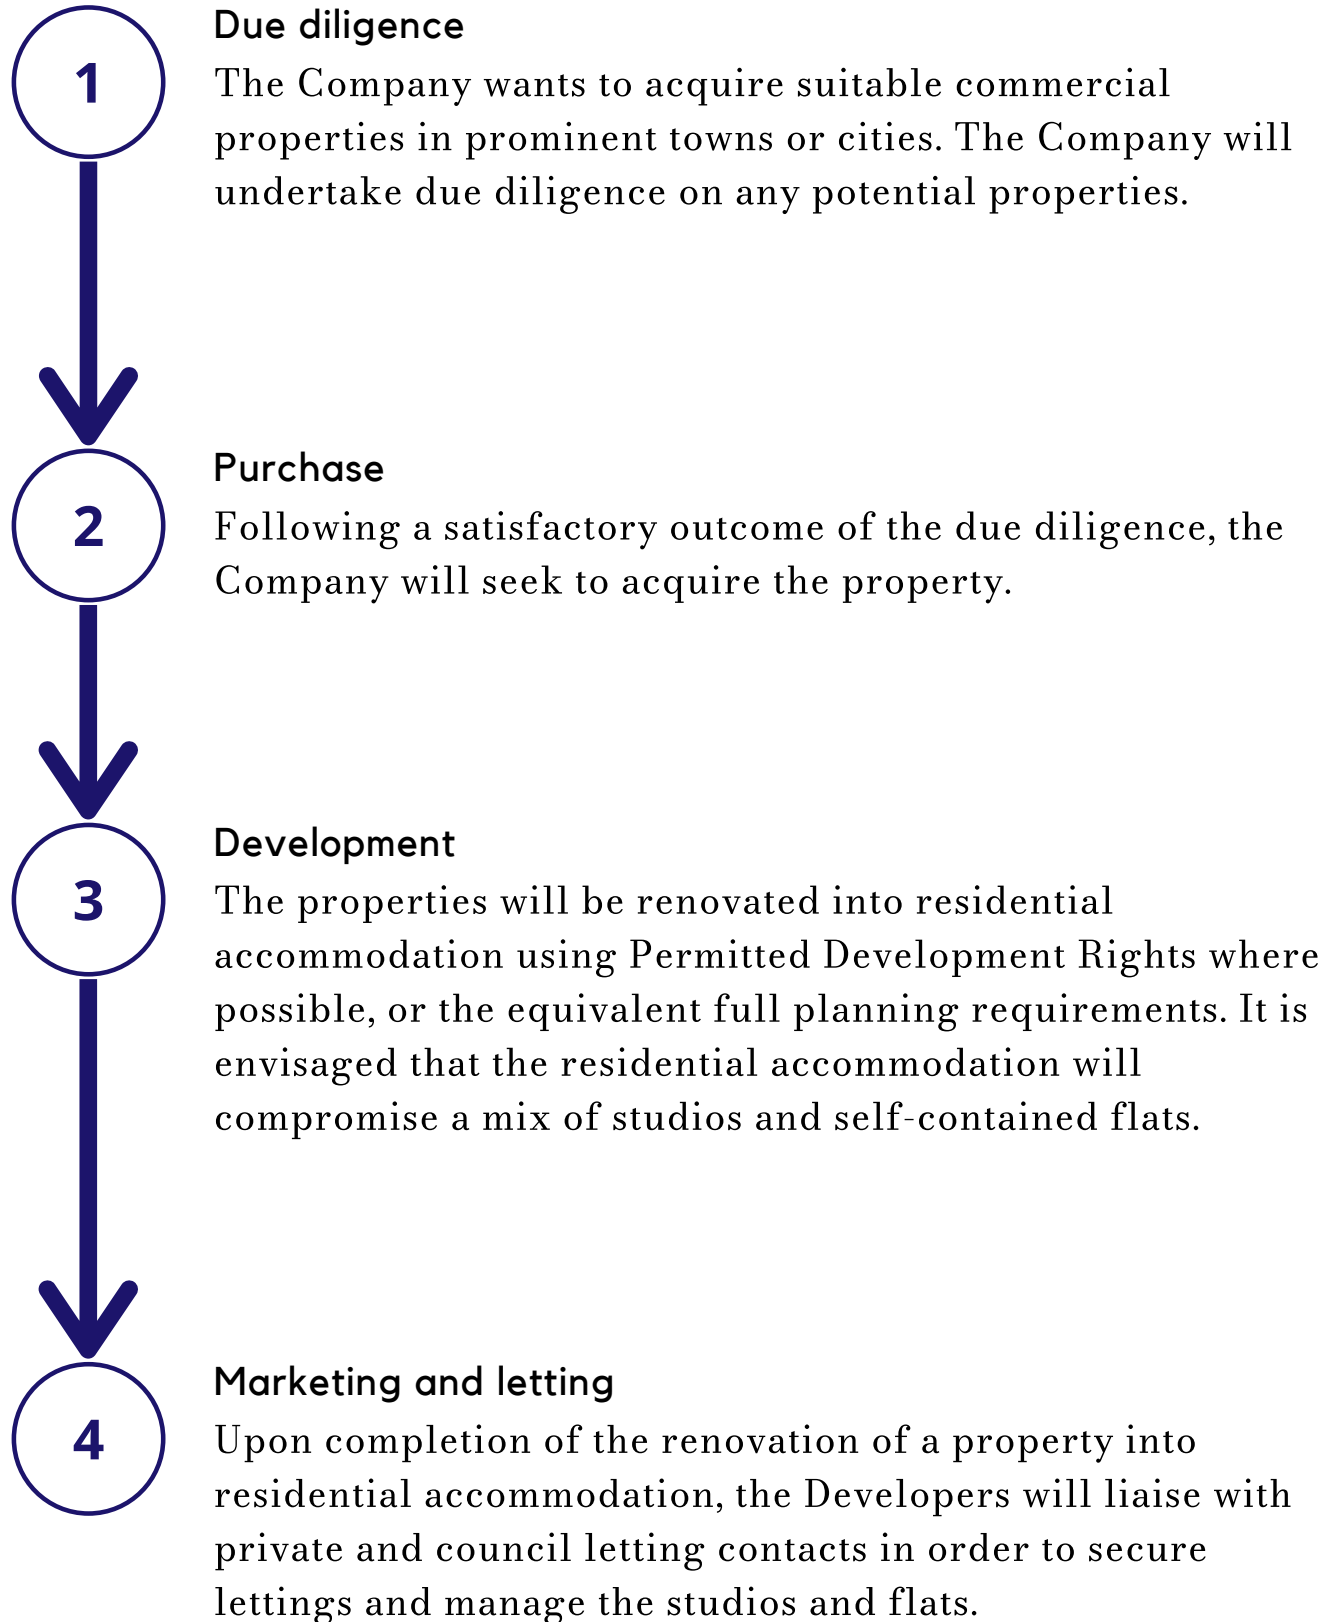 1
Due diligence
The Company wants to acquire suitable commercial
properties in prominent towns or cities. The Company will
undertake due diligence on any potential properties.
2
Purchase
Following a satisfactory outcome of the due diligence, the
Company will seek to acquire the property.
3
Development
The properties will be renovated into residential
accommodation using Permitted Development Rights where
possible, or the equivalent full planning requirements. It is
envisaged that the residential accommodation will
compromise a mix of studios and self-contained flats.
4
Marketing and letting
Upon completion of the renovation of a property into
residential accommodation, the Developers will liaise with
private and council letting contacts in order to secure
lettings and manage the studios and flats.